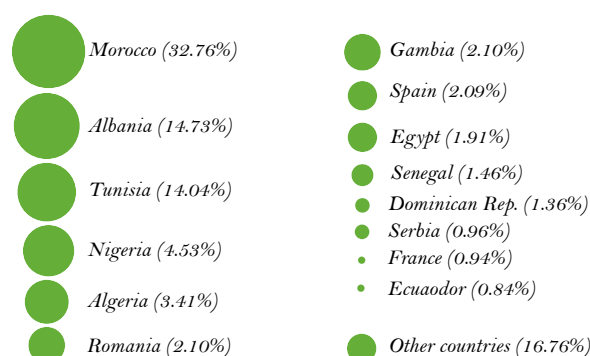 Morocco (32.76%)
Albania (14.73%)
Tunisia (14.04%)
Nigeria (4.53%)
Algeria (3.41%)
Romania (2.10%)
Gambia (2.10%)
Spain (2.09%)
Egypt (1.91%)
Senegal (1.46%)
Dominican Rep. (1.36%)
Serbia (0.96%)
France (0.94%)
Ecuaodor (0.84%)
Other countries (16.76%)